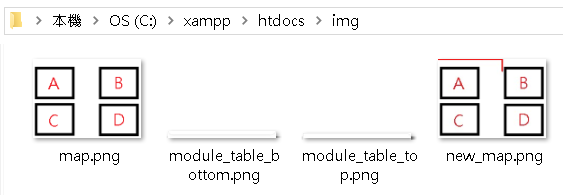 本機 > OS (C:) > xampp > htdocs > img
A B
C D
A B
C D
map.png
module_table_b
ottom.png
module_table_to
p.png
new_map.png